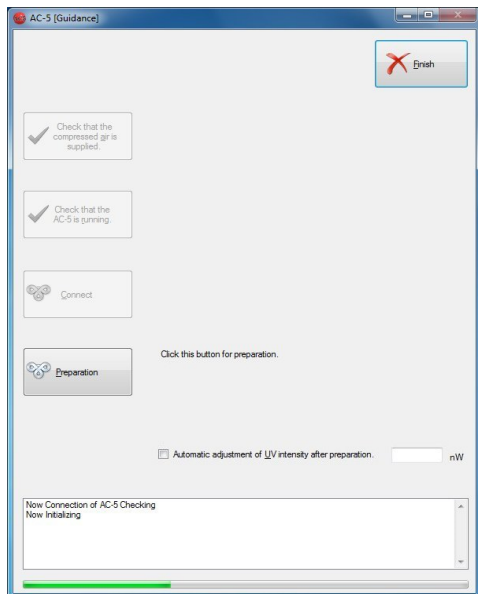 AC-5 [Guidance]
Finish
Check that the
compressed air is
supplied.
Check that the
AC-5 is running.
Connect
Preparation
Click this button for preparation.
Automatic adjustment of UV intensity after preparation.
nW
Now Connection of AC-5 Checking
Now Initializing